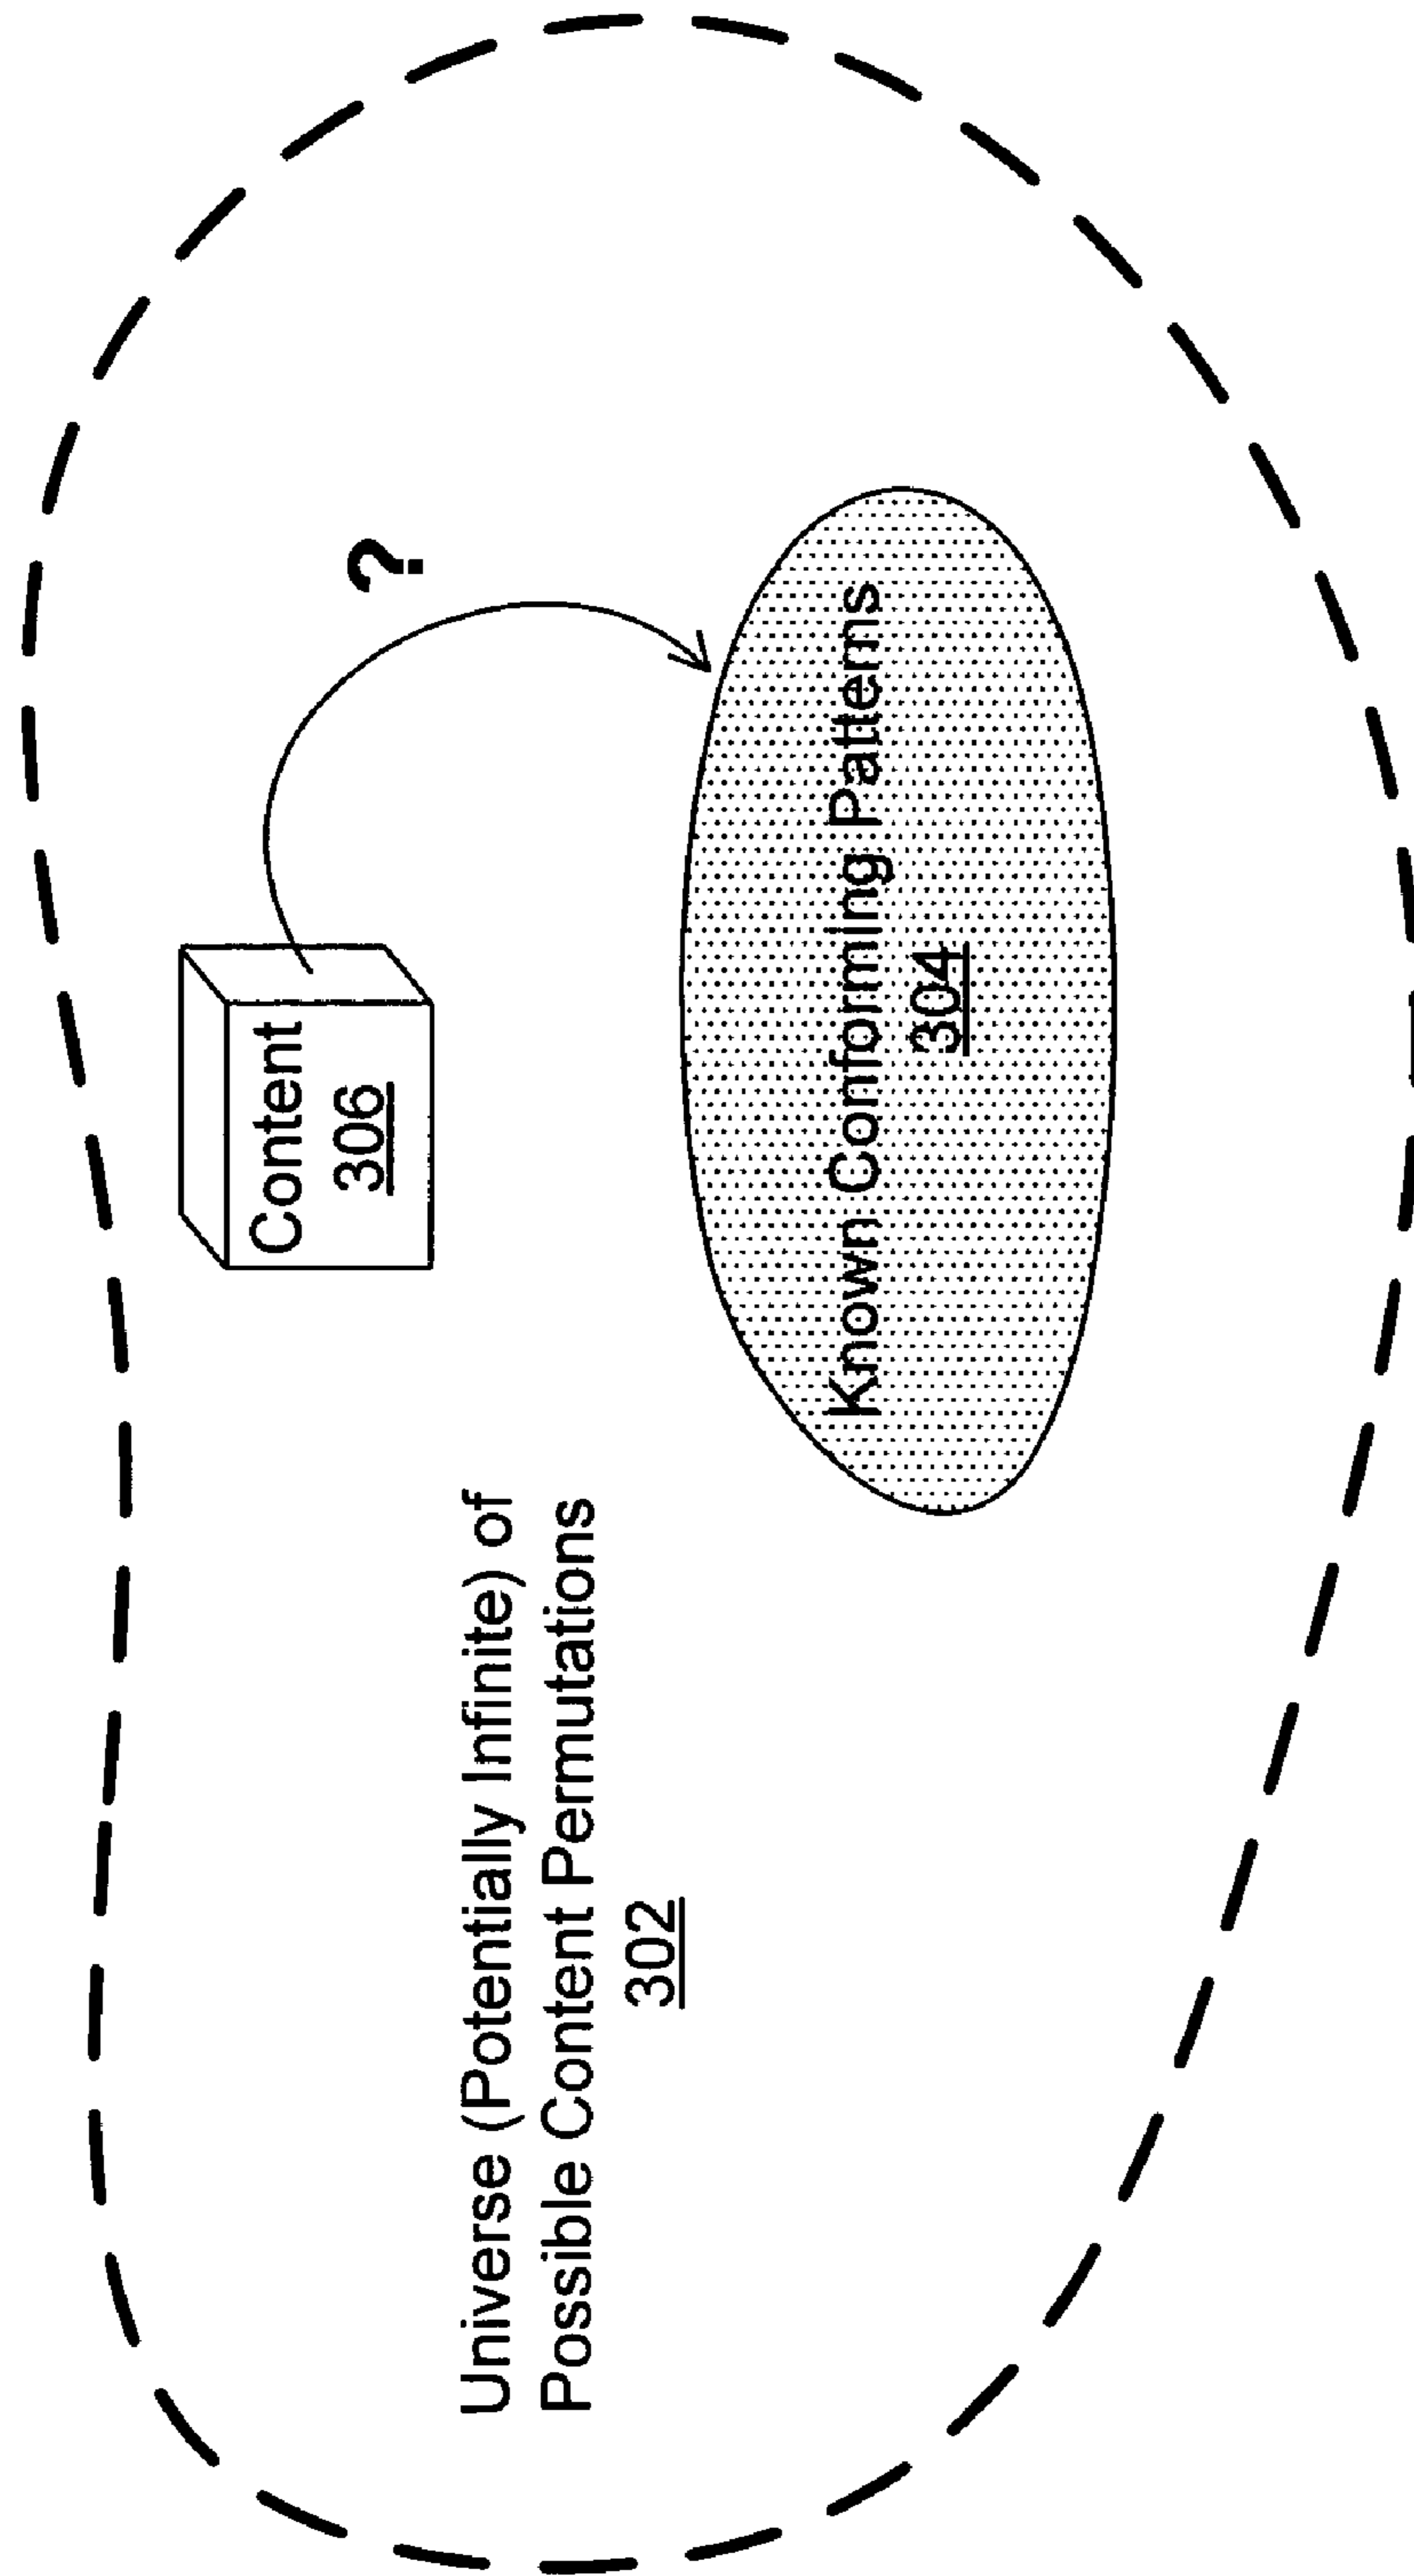 Content
306
?
Universe (Potentially Infinite) of
Possible Content Permutations
302
Known Conforming Patterns
304